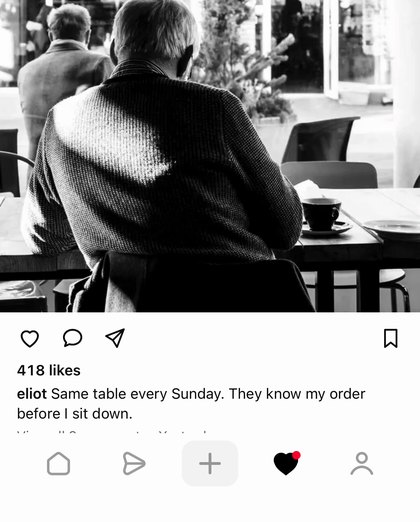 418 likes
eliot Same table every Sunday. They know my order
before I sit down.